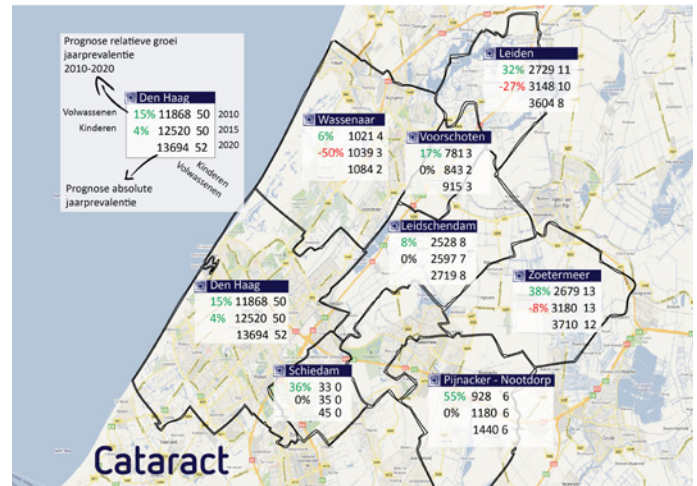 Prognose relatieve groei
jaarprevalentie
2010-2020
Den Haag
Volwassenen 15% 11868 50 2010
Kinderen 4% 12520 50 2015
13694 52 2020
Kinderen
Volwassenen
Prognose absolute
jaarprevalentie
Leiden
32% 2729 11
-27% 3148 10
3604 8
Wassenaar
6% 1021 4
-50% 1039 3
1084 2
Voorschoten
17% 781 3
0% 843 2
915 3
Leidschendam
8% 2528 8
0% 2597 7
2719 8
Zoetermeer
38% 2679 13
-8% 3180 13
3710 12
Den Haag
15% 11868 50
4% 12520 50
13694 52
Schiedam
36% 33 0
0% 35 0
45 0
Pijnacker - Nootdorp
55% 928 6
0% 1180 6
1440 6
Cataract